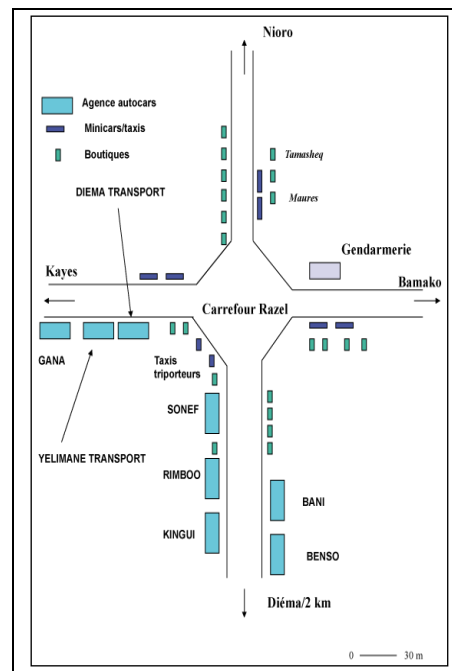 Nioro
Agence autocars
Minicars/taxis
Boutiques
DIEMA TRANSPORT
Tamasheq
Maures
Gendarmerie
Kayes
Bamako
Carrefour Razel
GANA
Taxis
triporteurs
SONEF
YELIMANE TRANSPORT
RIMBOO
KINGUI
BANI
BENSO
Diéma/2 km
0 30 m